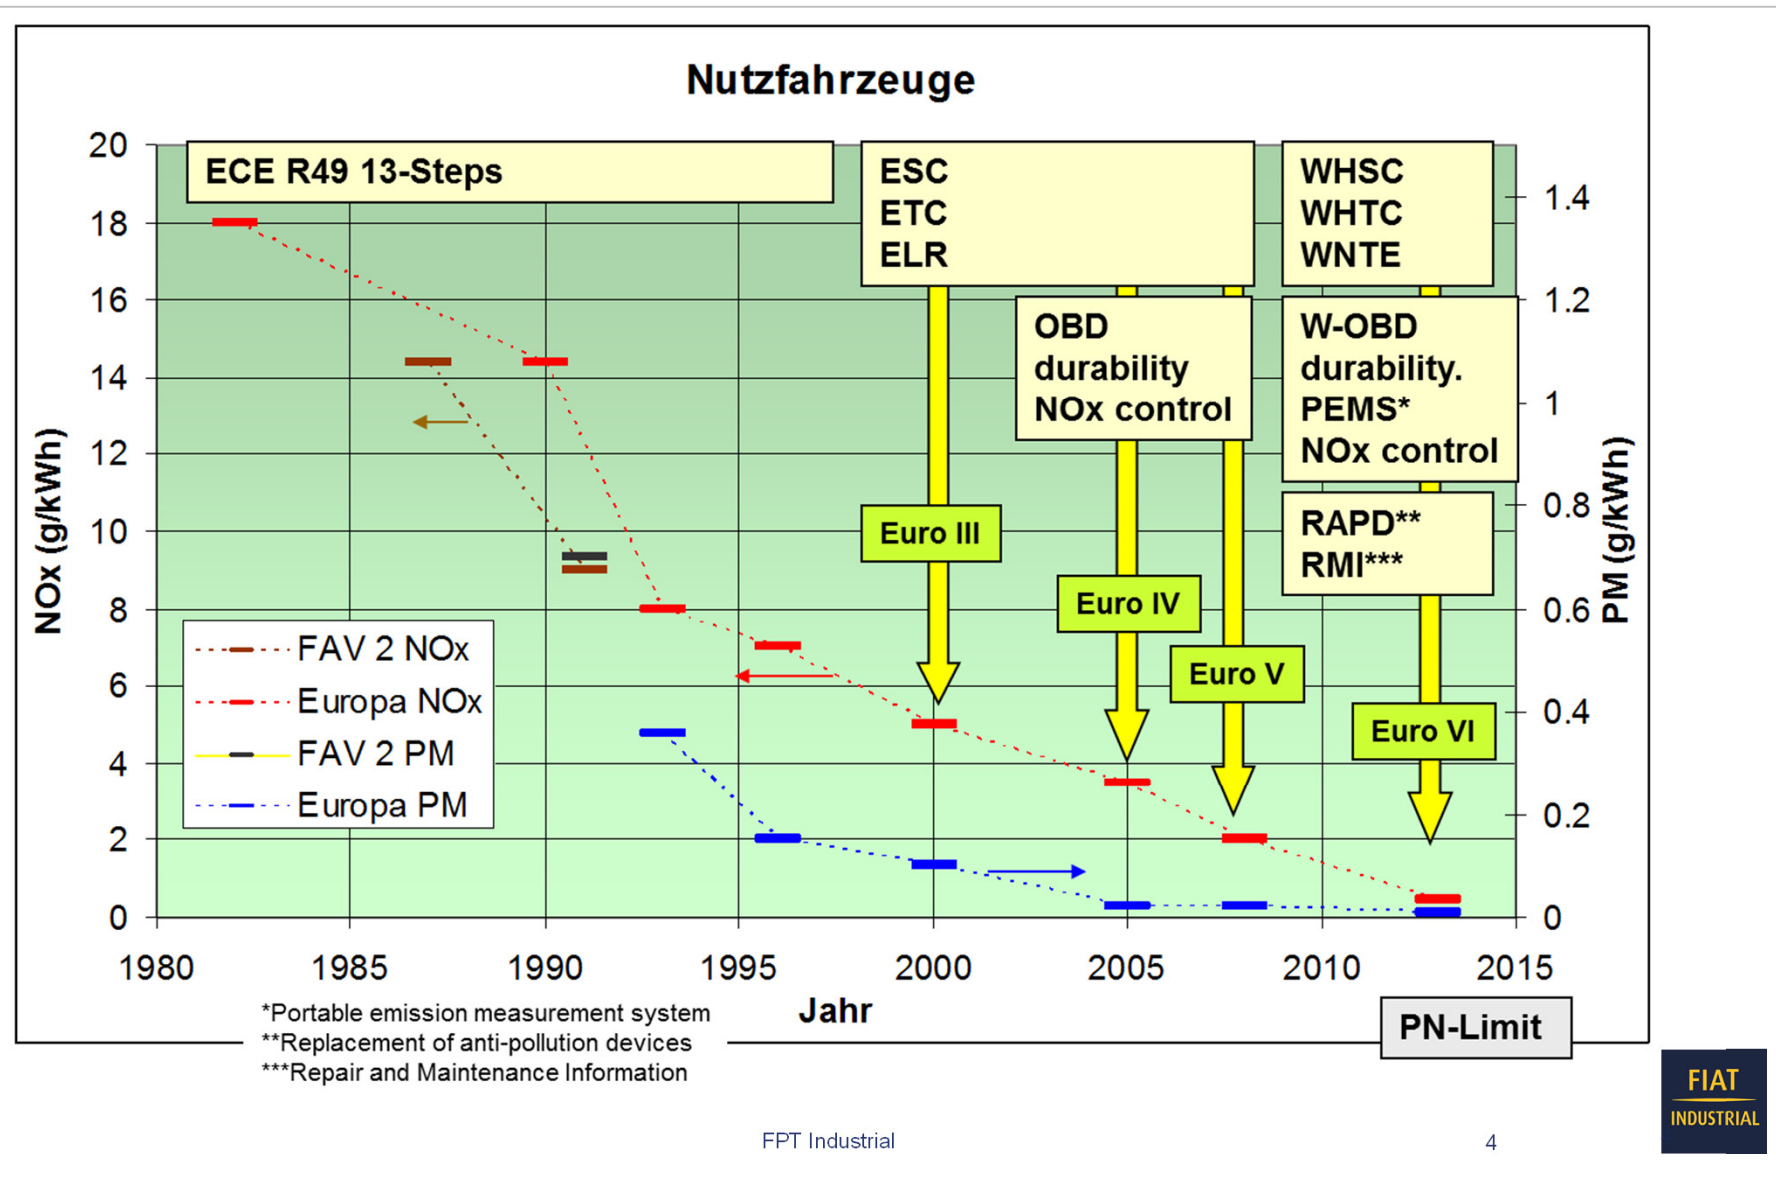 Nutzfahrzeuge
ECE R49 13-Steps
ESC
ETC
ELR
WHSC
WHTC
WNTE
OBD
durability
NOx control
W-OBD
durability.
PEMS*
NOx control
RAPD**
RMI***
Euro III
Euro IV
Euro V
Euro VI
NOx (g/kWh)
20
18
16
14
12
10
8
6
4
2
0
PM (g/kWh)
1.4
1.2
1
0.8
0.6
0.4
0.2
0
FAV 2 NOx
Europa NOx
FAV 2 PM
Europa PM
1980 1985 1990 1995 2000 2005 2010 2015
Jahr
*Portable emission measurement system
**Replacement of anti-pollution devices
***Repair and Maintenance Information
PN-Limit
FIAT
INDUSTRIAL
FPT Industrial
4